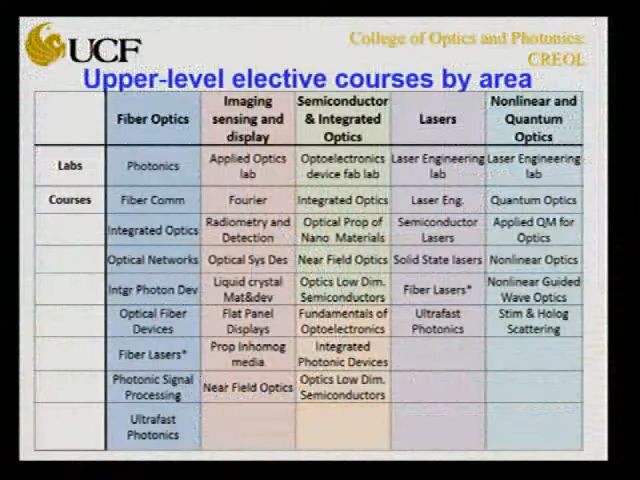 UCF
College of Optics and Photonics:
CREOL
Upper-level elective courses by area
Fiber Optics
Imaging
sensing and
display
Semiconductor
& Integrated
Optics
Lasers
Nonlinear and
Quantum
Optics
Labs
Photonics
Applied Optics
lab
Optoelectronics
device fab lab
Laser Engineering
lab
Laser Engineering
lab
Courses
Fiber Comm
Fourier
Integrated Optics
Laser Eng.
Quantum Optics
Integrated Optics
Radiometry and
Detection
Optical Prop of
Nano Materials
Semiconductor
Lasers
Applied QM for
Optics
Optical Networks
Optical Sys Des
Near Field Optics
Solid State lasers
Nonlinear Optics
Intgr Photon Dev
Liquid crystal
Mat&dev
Optics Low Dim.
Semiconductors
Fiber Lasers*
Nonlinear Guided
Wave Optics
Optical Fiber
Devices
Flat Panel
Displays
Fundamentals of
Optoelectronics
Ultrafast
Photonics
Stim & Holog
Scattering
Fiber Lasers*
Prop Inhomog
media
Integrated
Photonic Devices
Photonic Signal
Processing
Near Field Optics
Optics Low Dim.
Semiconductors
Ultrafast
Photonics